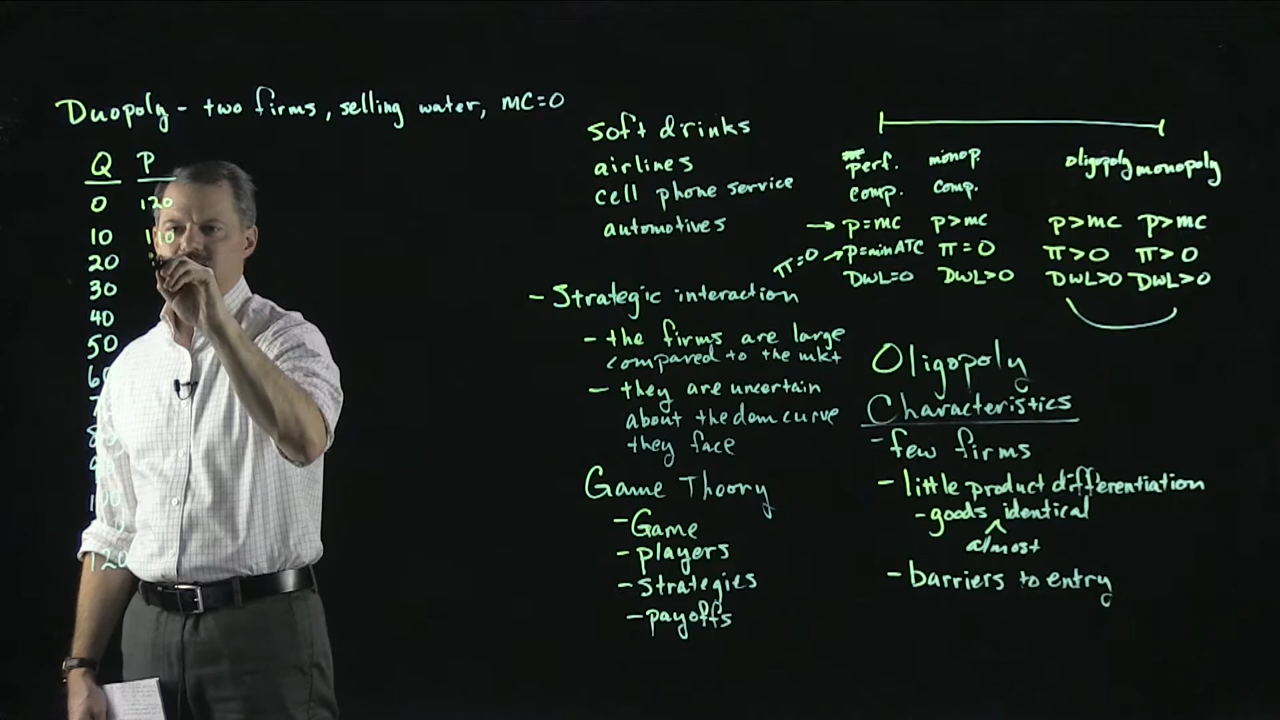 Duopoly - two firms, selling water, MC=0
Q P
0 120
10 110
20
30
40
50
120
soft drinks
airlines
cell phone service
automotives
- Strategic interaction
- the firms are large
compared to the mkt
- they are uncertain
about the dem curve
they face
Game Theory
- Game
- players
- strategies
- payoffs
perf. monop. oligopoly monopoly
comp. comp.
→ p=mc p>mc p>mc p>mc
π=0 → p=minATC π=0 π>0 π>0
DWL=0 DWL>0 DWL>0 DWL>0
Oligopoly
Characteristics
- few firms
- little product differentiation
- goods identical
^
almost
- barriers to entry